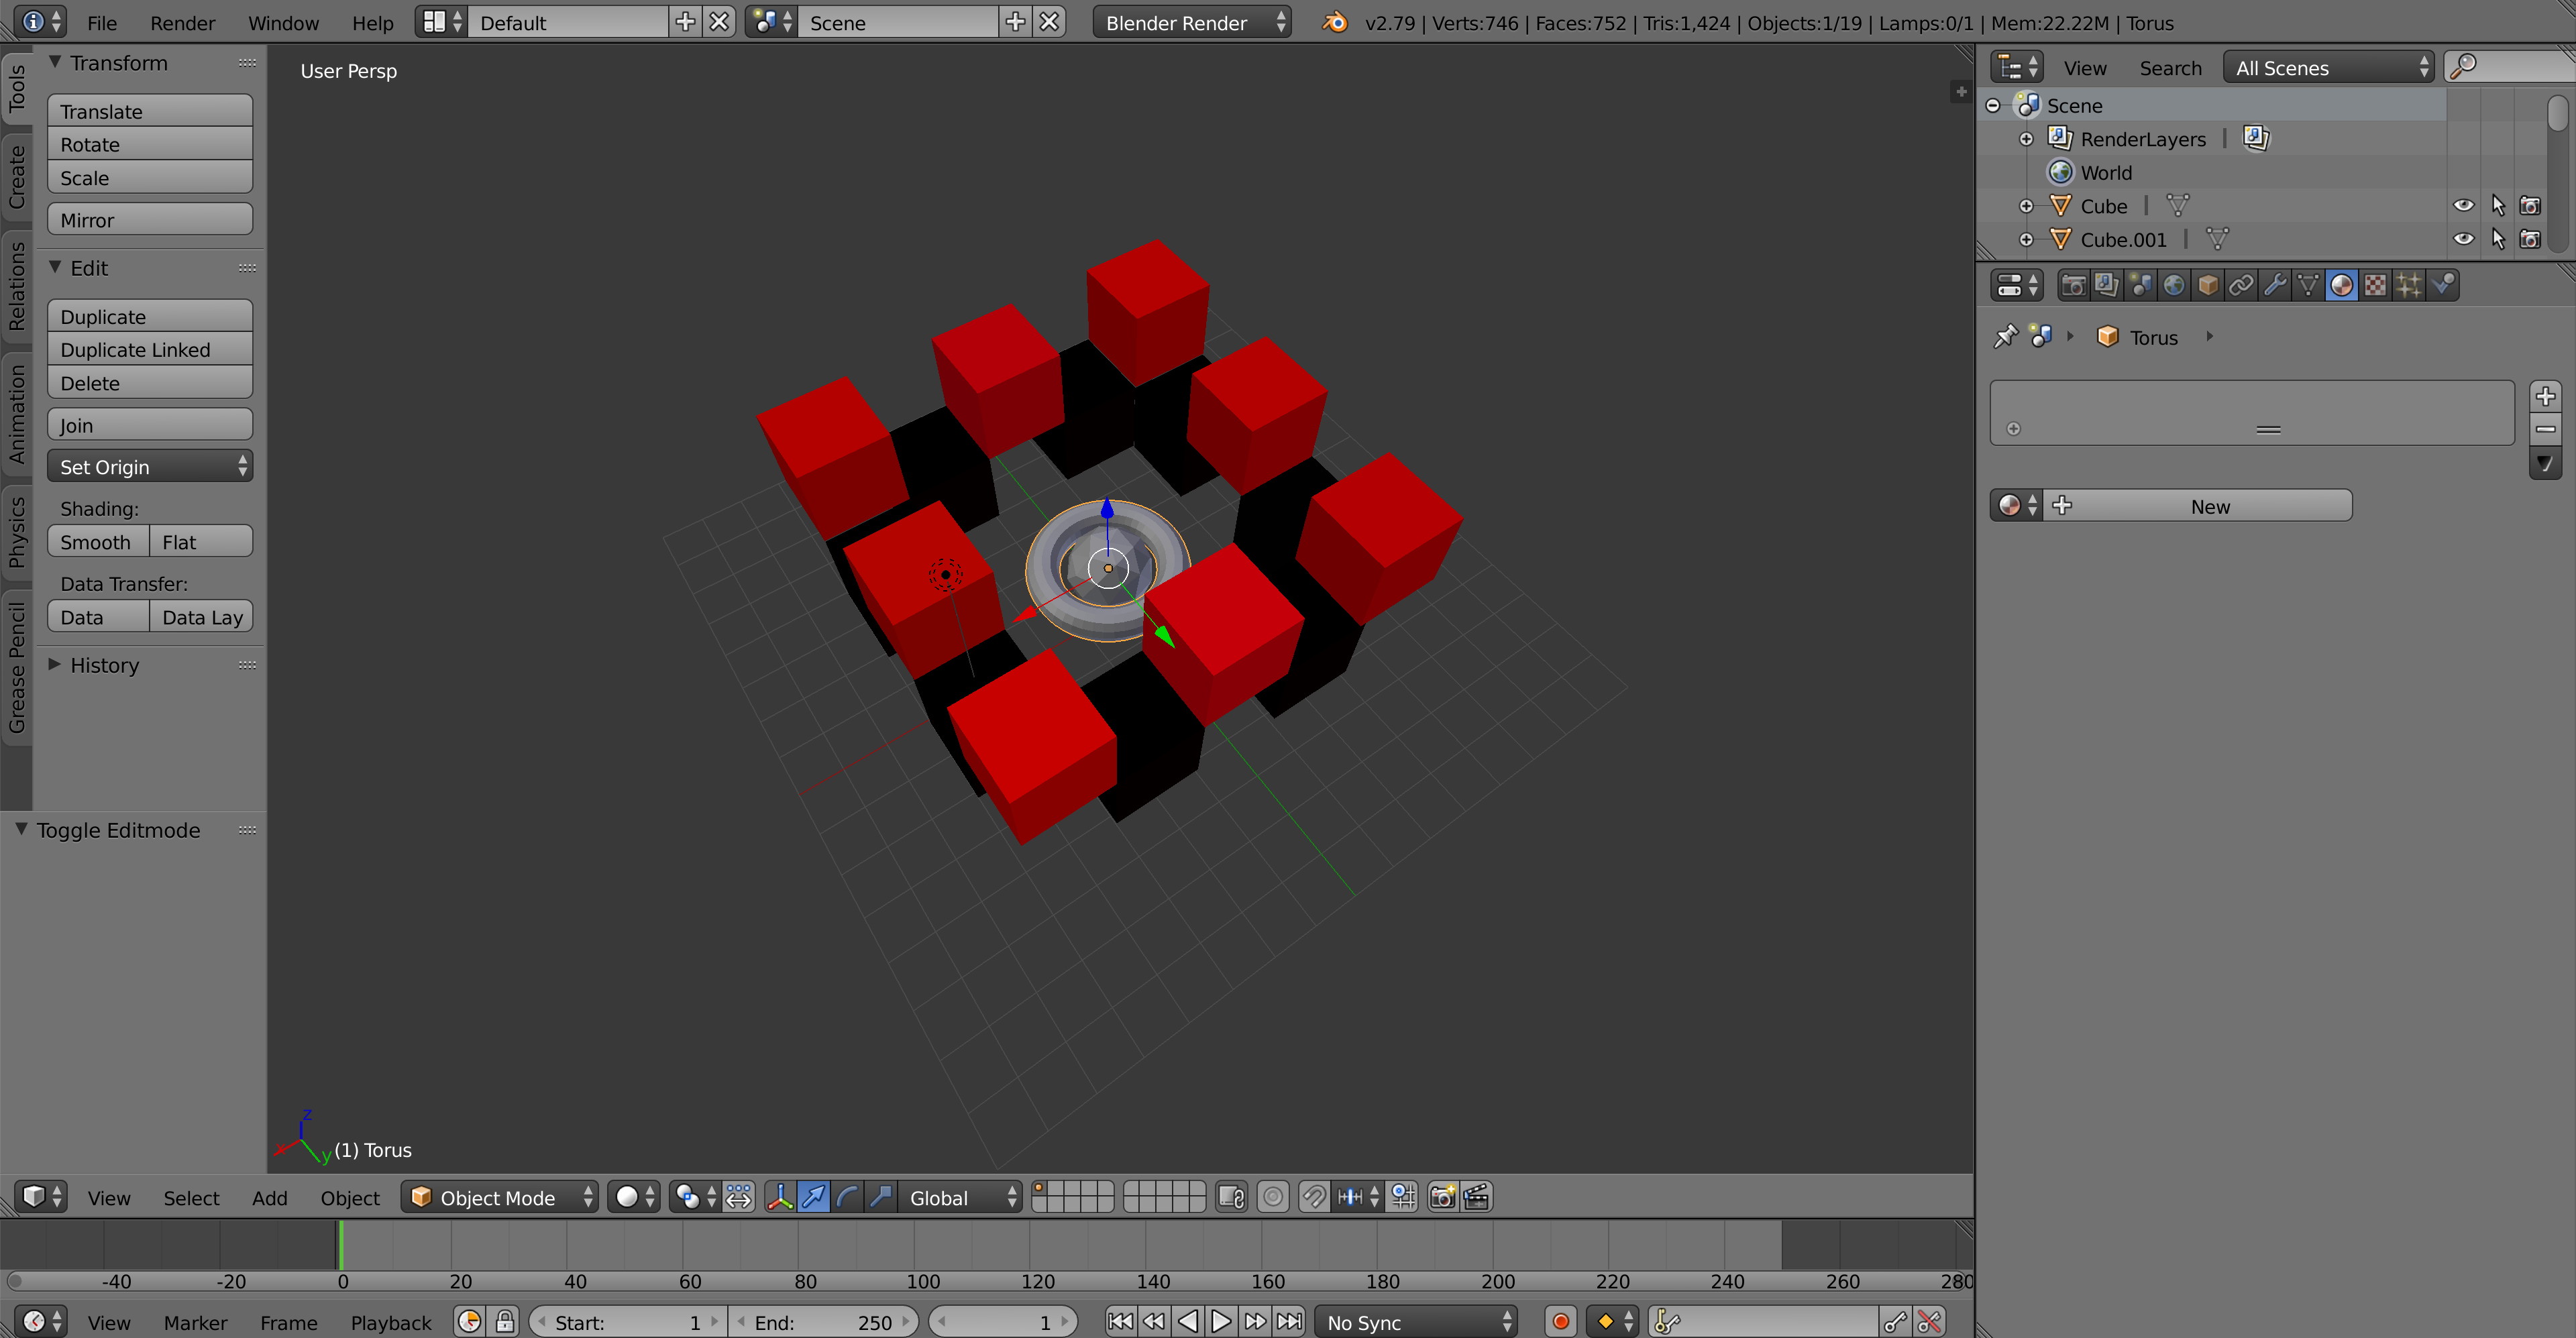 File Render Window Help Default Scene Blender Render v2.79 | Verts:746 | Faces:752 | Tris:1,424 | Objects:1/19 | Lamps:0/1 | Mem:22.22M | Torus
Tools
Create
Relations
Animation
Physics
Grease Pencil
Transform
Translate
Rotate
Scale
Mirror
Edit
Duplicate
Duplicate Linked
Delete
Join
Set Origin
Shading:
Smooth Flat
Data Transfer:
Data Data Lay
History
Toggle Editmode
User Persp
z
x
y
(1) Torus
View Search All Scenes
Scene
RenderLayers
World
Cube
Cube.001
Torus
New
View Select Add Object Object Mode Global
-40 -20 0 20 40 60 80 100 120 140 160 180 200 220 240 260 280
View Marker Frame Playback Start: 1 End: 250 1 No Sync